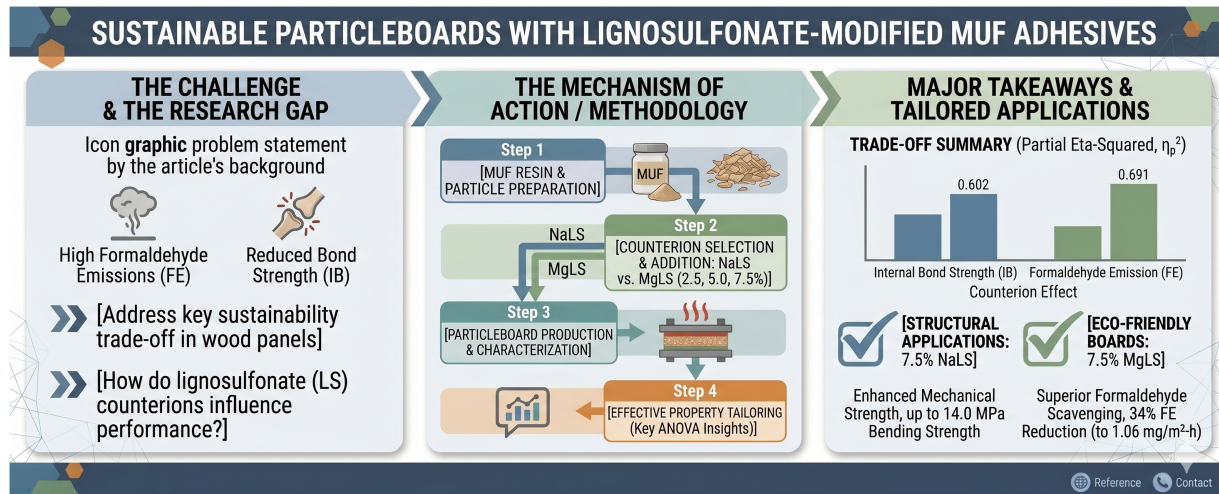 SUSTAINABLE PARTICLEBOARDS WITH LIGNOSULFONATE-MODIFIED MUF ADHESIVES
THE CHALLENGE
& THE RESEARCH GAP
Icon graphic problem statement
by the article's background
High Formaldehyde
Emissions (FE)
Reduced Bond
Strength (IB)
[Address key sustainability
trade-off in wood panels]
[How do lignosulfonate (LS)
counterions influence
performance?]
THE MECHANISM OF
ACTION / METHODOLOGY
Step 1
[MUF RESIN &
PARTICLE PREPARATION]
MUF
Step 2
[COUNTERION SELECTION
& ADDITION: NaLS
vs. MgLS (2.5, 5.0, 7.5%)]
NaLS
MgLS
Step 3
[PARTICLEBOARD PRODUCTION
& CHARACTERIZATION]
Step 4
[EFFECTIVE PROPERTY TAILORING
(Key ANOVA Insights)]
MAJOR TAKEAWAYS &
TAILORED APPLICATIONS
TRADE-OFF SUMMARY (Partial Eta-Squared, ηp²)
0.602
0.691
Internal Bond Strength (IB)
Formaldehyde Emission (FE)
Counterion Effect
[STRUCTURAL
APPLICATIONS:
7.5% NaLS]
Enhanced Mechanical
Strength, up to 14.0 MPa
Bending Strength
[ECO-FRIENDLY
BOARDS:
7.5% MgLS]
Superior Formaldehyde
Scavenging, 34% FE
Reduction (to 1.06 mg/m²-h)
Reference
Contact